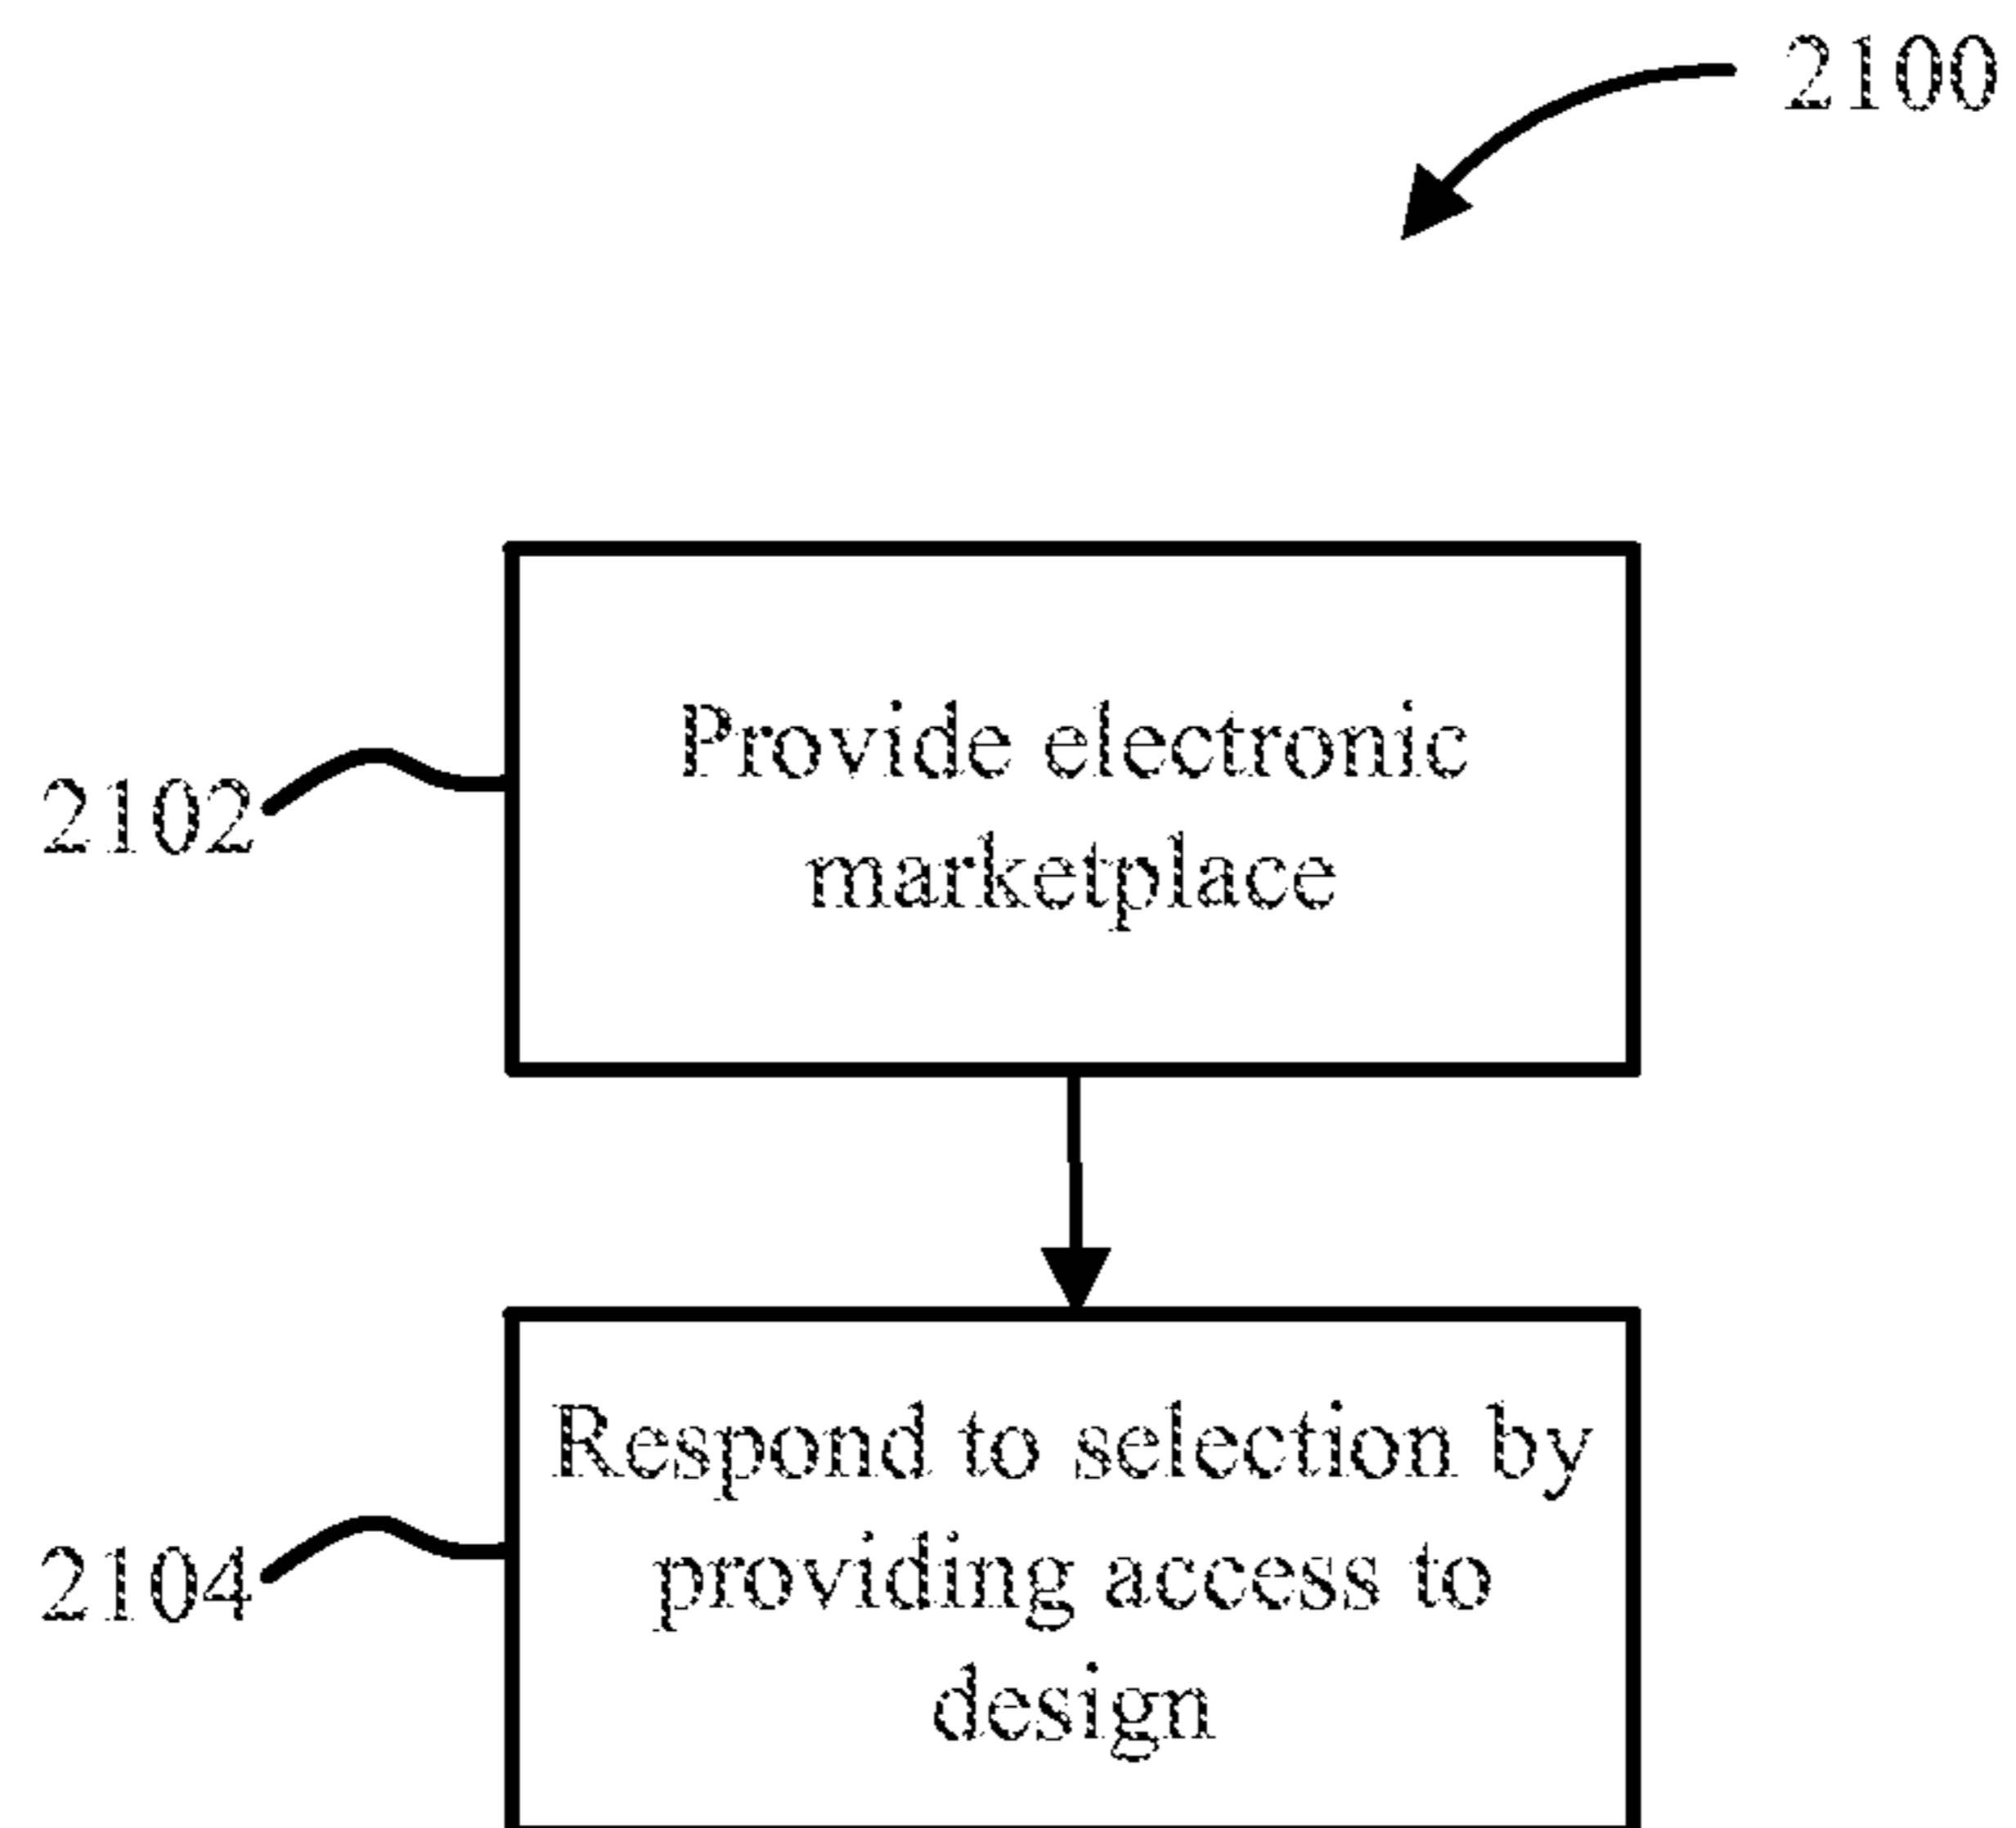 2100
Provide electronic
marketplace
2102
Respond to selection by
providing access to
design
2104